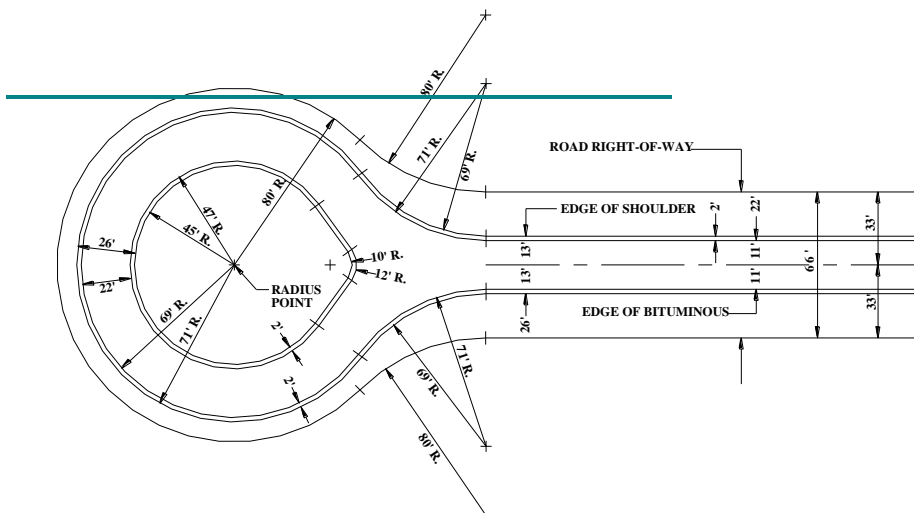 80' R.
71' R.
69' R.
ROAD RIGHT-OF-WAY
80' R.
47' R.
45' R.
EDGE OF SHOULDER
2'
22'
33'
26'
22'
10' R.
12' R.
13'
13'
11'
11'
6'6'
33'
RADIUS
POINT
69' R.
71' R.
2'
2'
26'
EDGE OF BITUMINOUS
69' R.
71' R.
80' R.